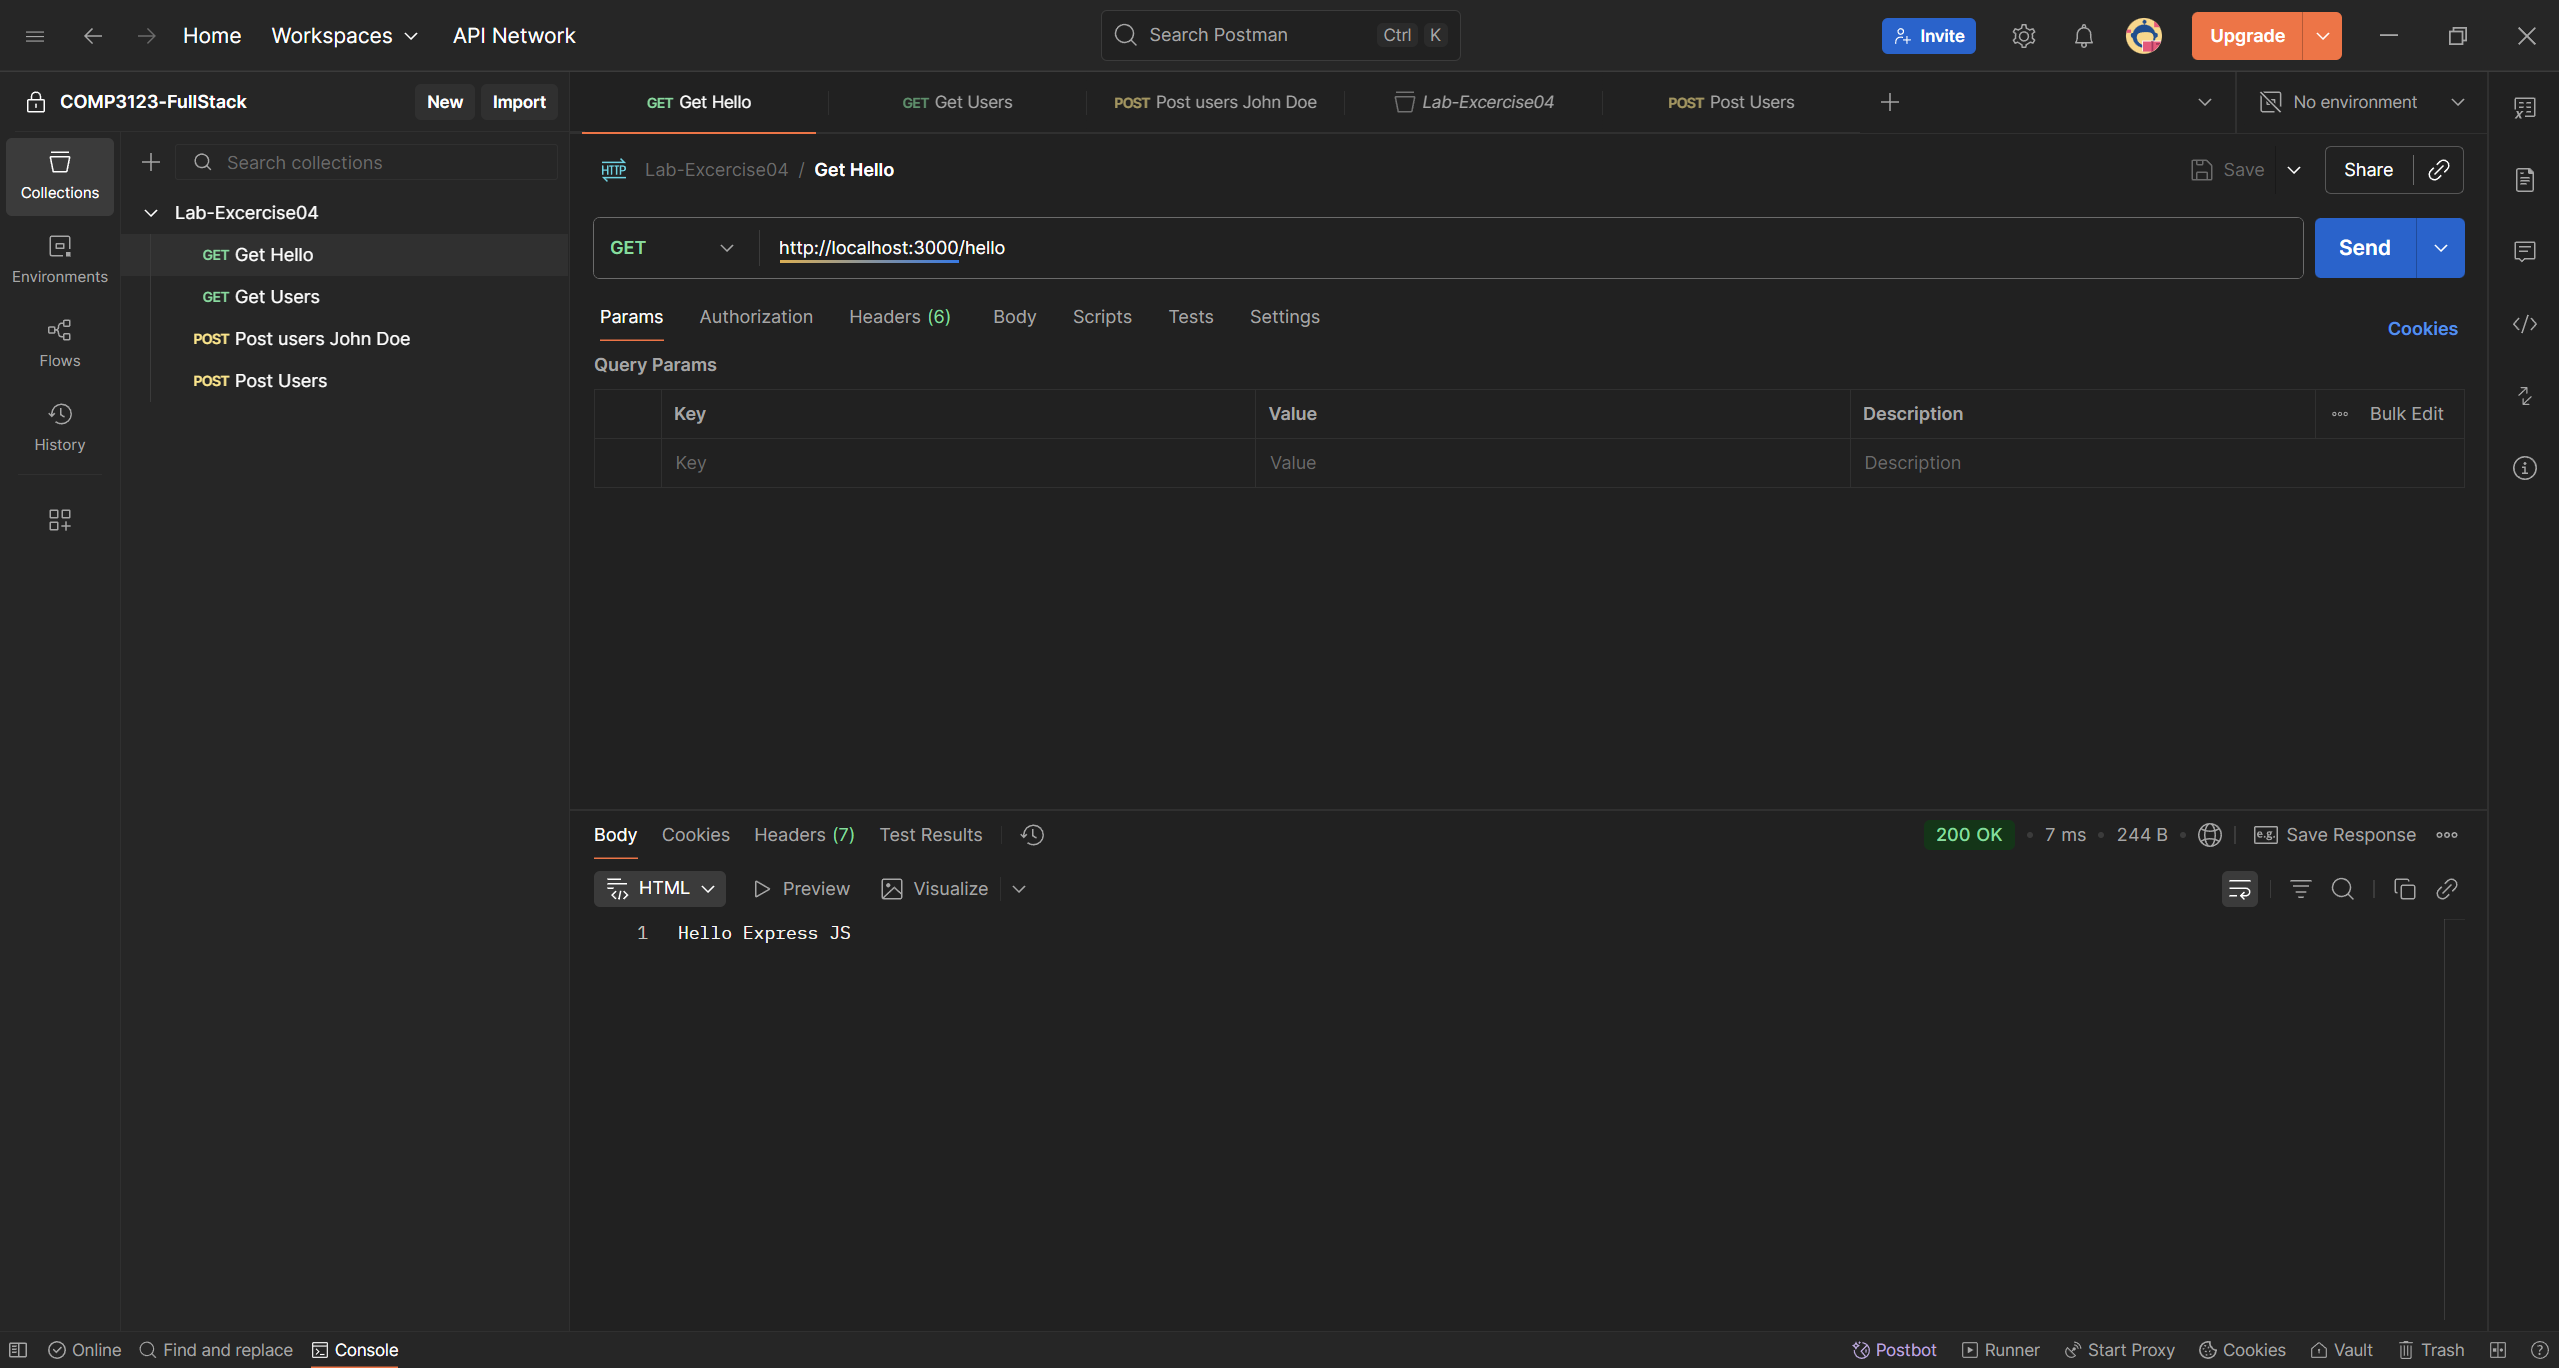 Home Workspaces API Network Search Postman Ctrl K Invite Upgrade
COMP3123-FullStack New Import
GET Get Hello GET Get Users POST Post users John Doe Lab-Excercise04 POST Post Users No environment
Collections
Environments
Flows
History
Search collections
Lab-Excercise04
GET Get Hello
GET Get Users
POST Post users John Doe
POST Post Users
HTTP Lab-Excercise04 / Get Hello Save Share
GET http://localhost:3000/hello Send
Params Authorization Headers (6) Body Scripts Tests Settings Cookies
Query Params
Key Value Description Bulk Edit
Key Value Description
Body Cookies Headers (7) Test Results 200 OK • 7 ms • 244 B • e.g. Save Response
HTML Preview Visualize
1 Hello Express JS
Online Find and replace Console Postbot Runner Start Proxy Cookies Vault Trash